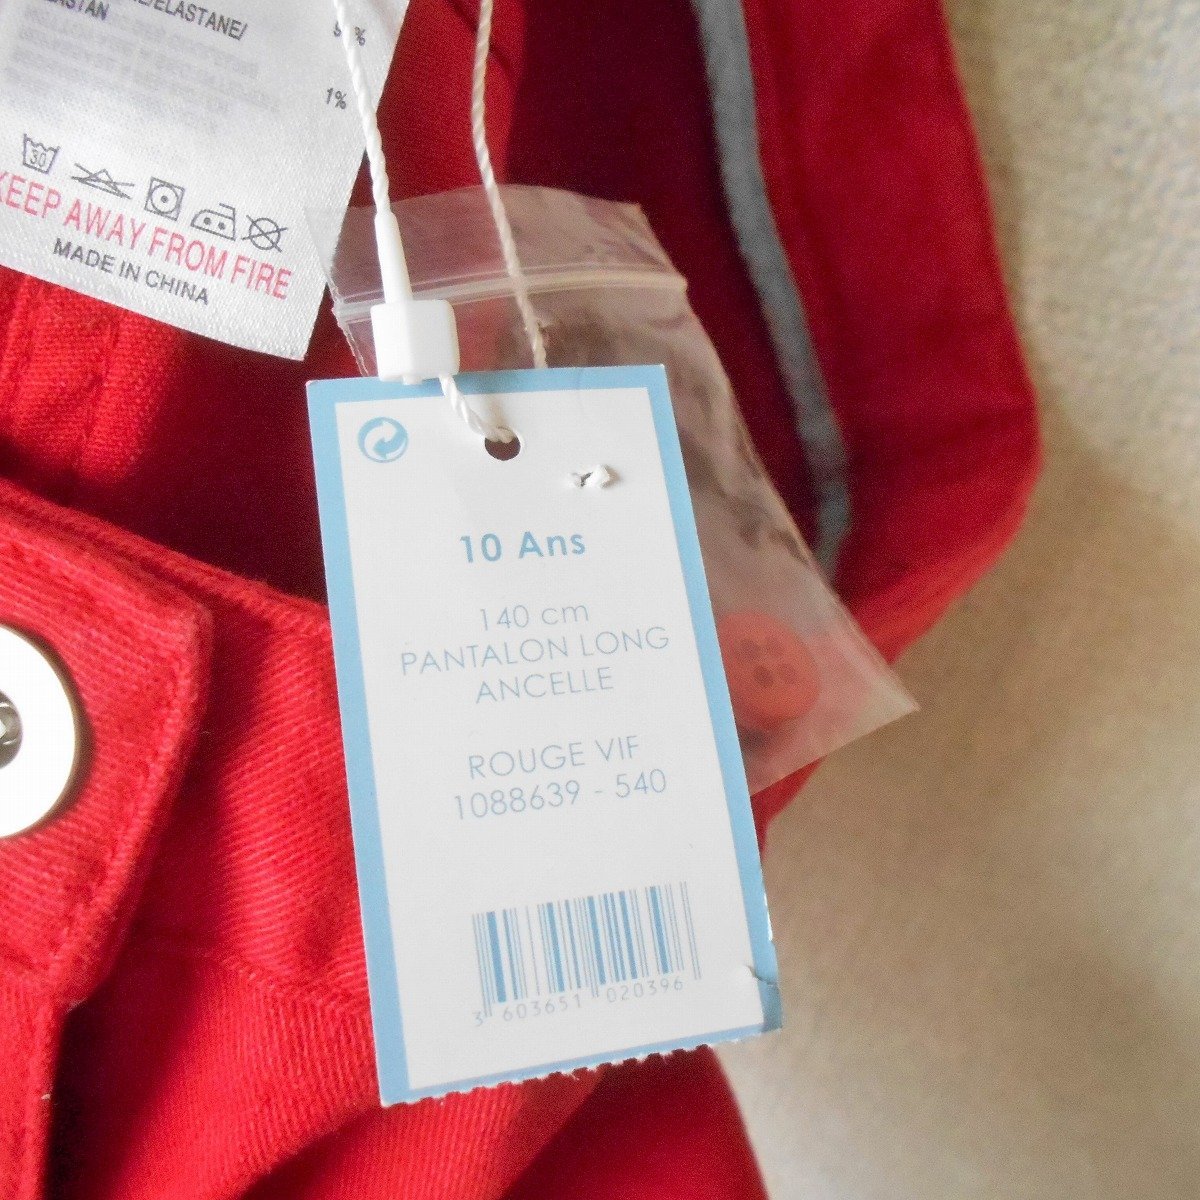 /ELASTANE/
%
1%
30
KEEP AWAY FROM FIRE
MADE IN CHINA
10 Ans
140 cm
PANTALON LONG
ANCELLE
ROUGE VIF
1088639 - 540
3 603651 020396